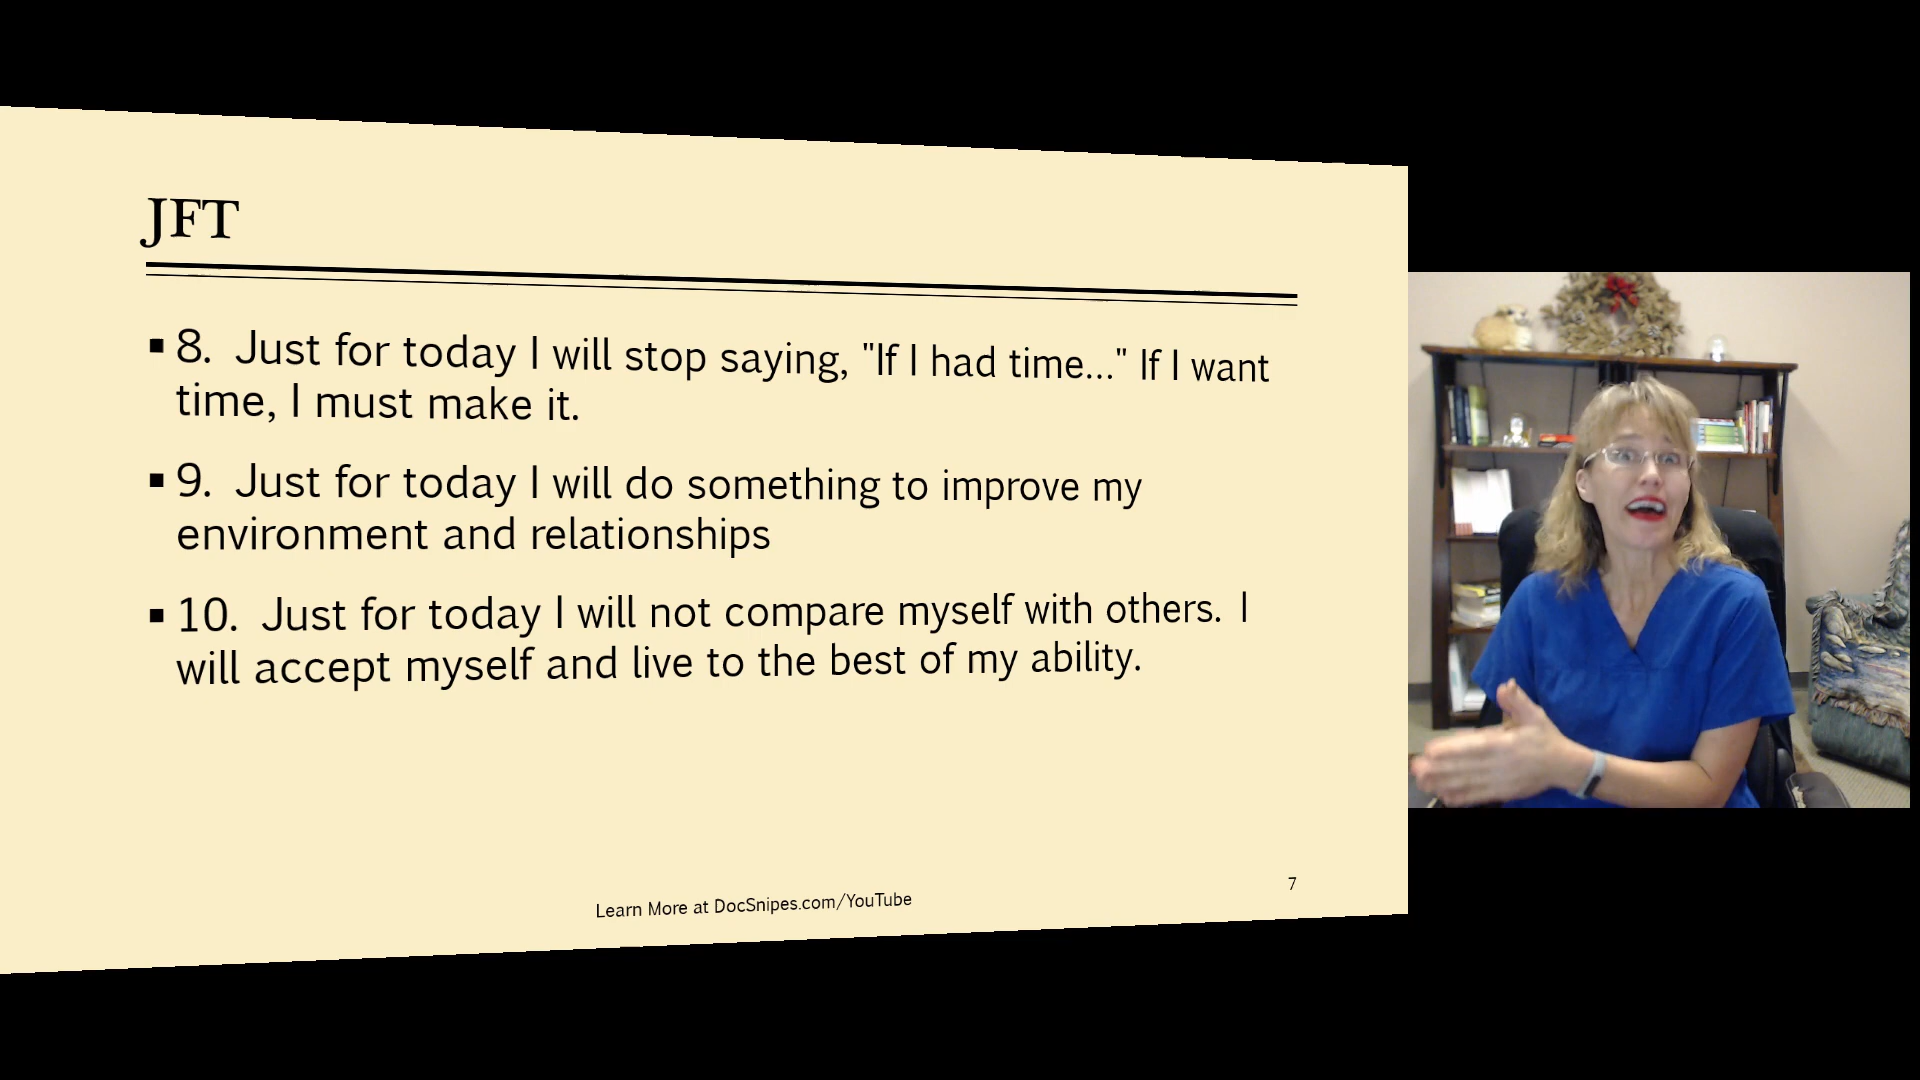 JFT
▪ 8. Just for today I will stop saying, "If I had time..." If I want
time, I must make it.
▪ 9. Just for today I will do something to improve my
environment and relationships
▪ 10. Just for today I will not compare myself with others. I
will accept myself and live to the best of my ability.
7
Learn More at DocSnipes.com/YouTube